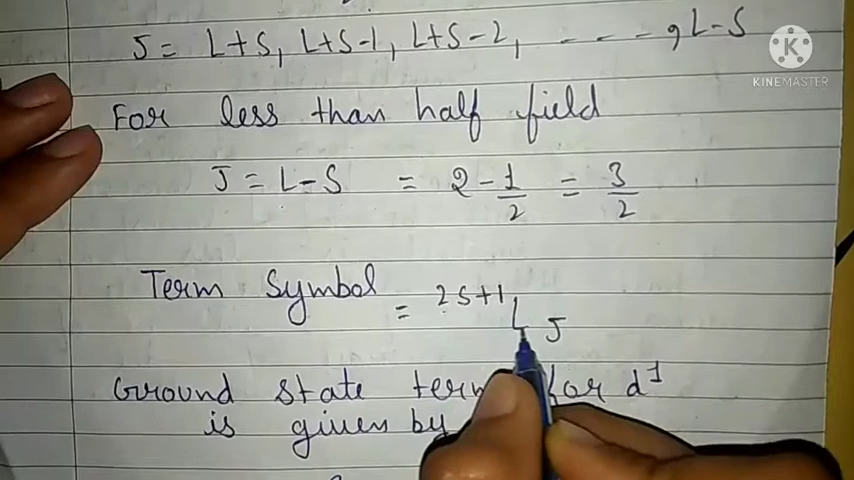 J = L+S, L+S-1, L+S-2, - - - - , L-S
KINEMASTER
For less than half field
J = L-S = 2 - 1/2 = 3/2
Term Symbol = 2S+1 L J
Ground state term for d1
is given by